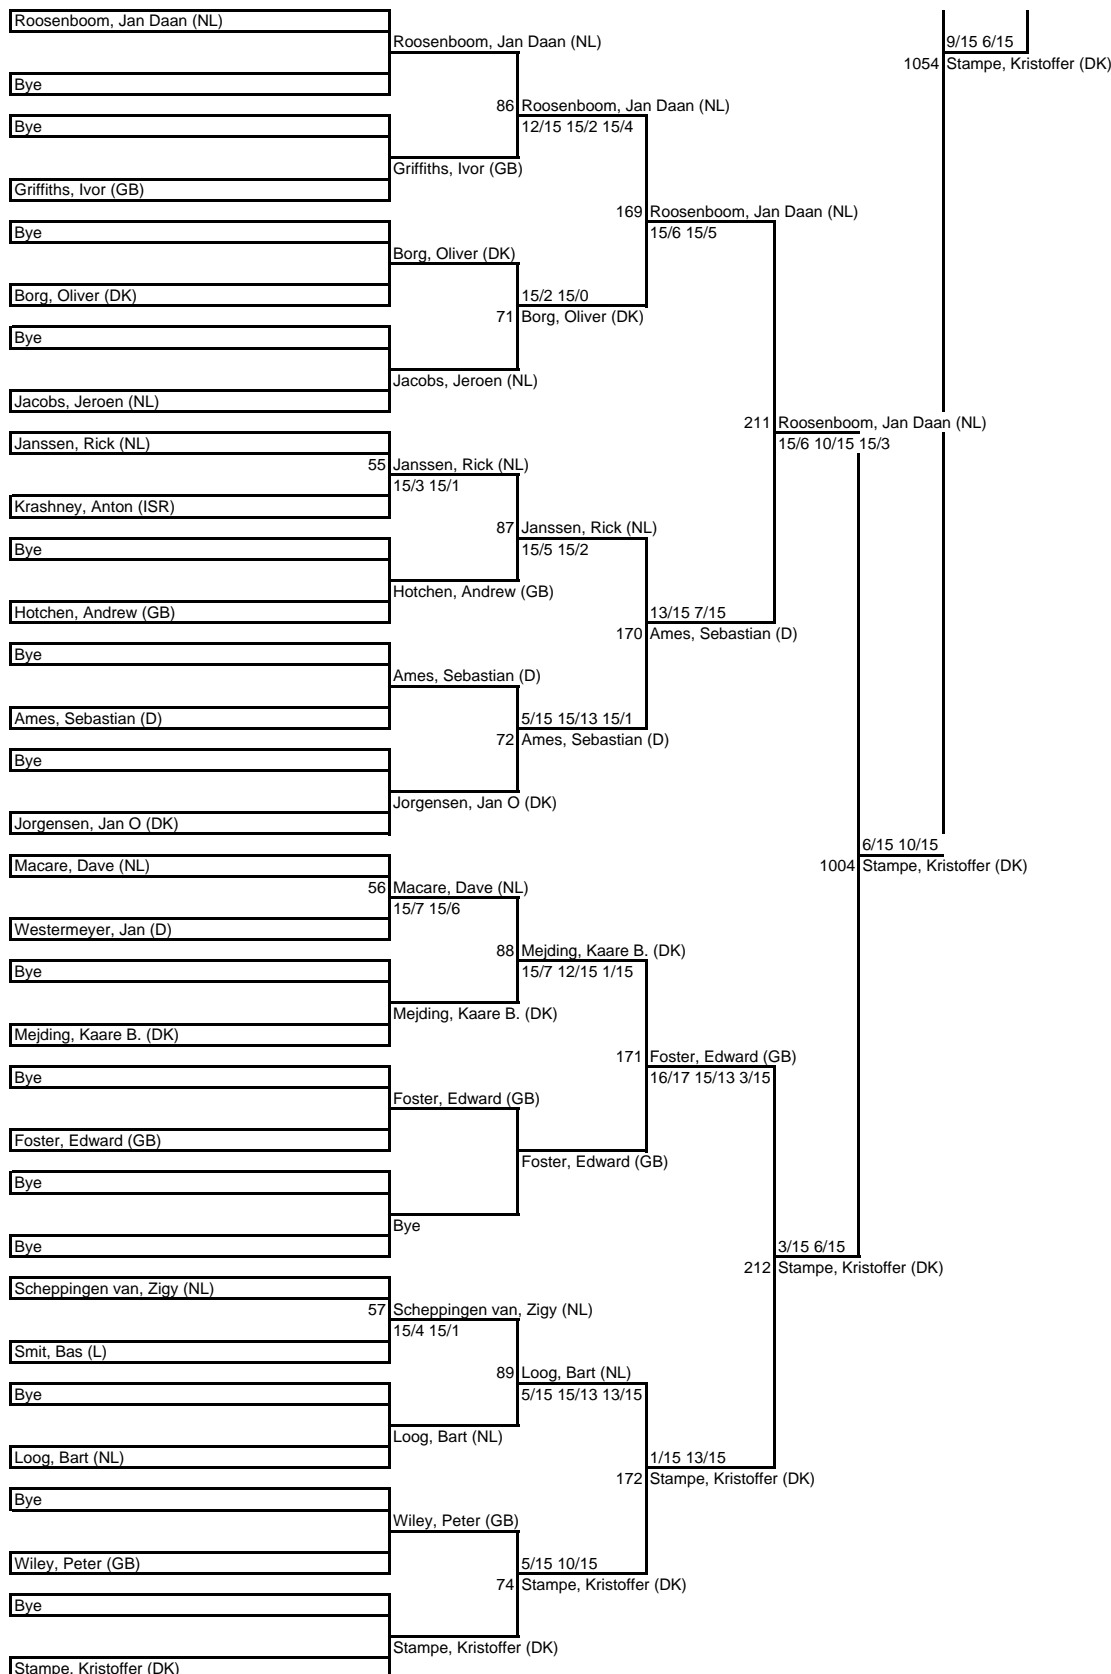 Roosenboom, Jan Daan (NL)
Bye
Bye
Griffiths, Ivor (GB)
Bye
Borg, Oliver (DK)
Bye
Jacobs, Jeroen (NL)
Janssen, Rick (NL)
Krashney, Anton (ISR)
Bye
Hotchen, Andrew (GB)
Bye
Ames, Sebastian (D)
Bye
Jorgensen, Jan O (DK)
Macare, Dave (NL)
Westermeyer, Jan (D)
Bye
Mejding, Kaare B. (DK)
Bye
Foster, Edward (GB)
Bye
Bye
Scheppingen van, Zigy (NL)
Smit, Bas (L)
Bye
Loog, Bart (NL)
Bye
Wiley, Peter (GB)
Bye
Stampe, Kristoffer (DK)
Roosenboom, Jan Daan (NL)
Griffiths, Ivor (GB)
Borg, Oliver (DK)
Jacobs, Jeroen (NL)
55 Janssen, Rick (NL)
15/3 15/1
Hotchen, Andrew (GB)
Ames, Sebastian (D)
Jorgensen, Jan O (DK)
56 Macare, Dave (NL)
15/7 15/6
Mejding, Kaare B. (DK)
Foster, Edward (GB)
Bye
57 Scheppingen van, Zigy (NL)
15/4 15/1
Loog, Bart (NL)
Wiley, Peter (GB)
Stampe, Kristoffer (DK)
86 Roosenboom, Jan Daan (NL)
12/15 15/2 15/4
15/2 15/0
71 Borg, Oliver (DK)
87 Janssen, Rick (NL)
15/5 15/2
5/15 15/13 15/1
72 Ames, Sebastian (D)
88 Mejding, Kaare B. (DK)
15/7 12/15 1/15
Foster, Edward (GB)
89 Loog, Bart (NL)
5/15 15/13 13/15
5/15 10/15
74 Stampe, Kristoffer (DK)
169 Roosenboom, Jan Daan (NL)
15/6 15/5
13/15 7/15
170 Ames, Sebastian (D)
171 Foster, Edward (GB)
16/17 15/13 3/15
1/15 13/15
172 Stampe, Kristoffer (DK)
211 Roosenboom, Jan Daan (NL)
15/6 10/15 15/3
3/15 6/15
212 Stampe, Kristoffer (DK)
6/15 10/15
1004 Stampe, Kristoffer (DK)
9/15 6/15
1054 Stampe, Kristoffer (DK)